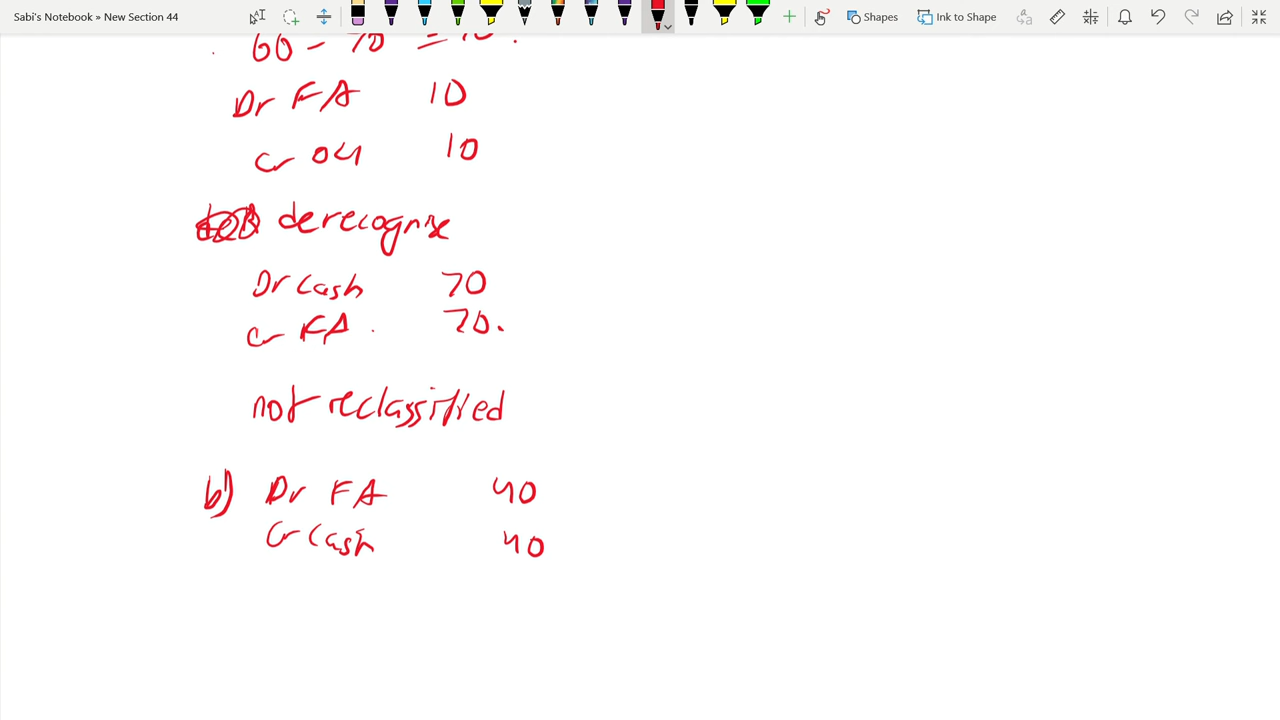 Sabi's Notebook » New Section 44
Shapes
Ink to Shape
60 - 70 = 10.
Dr FA 10
Cr OCI 10
derecognise
Dr Cash 70
Cr FA. 70.
not reclassified
b) Dr FA 40
Cr Cash 40